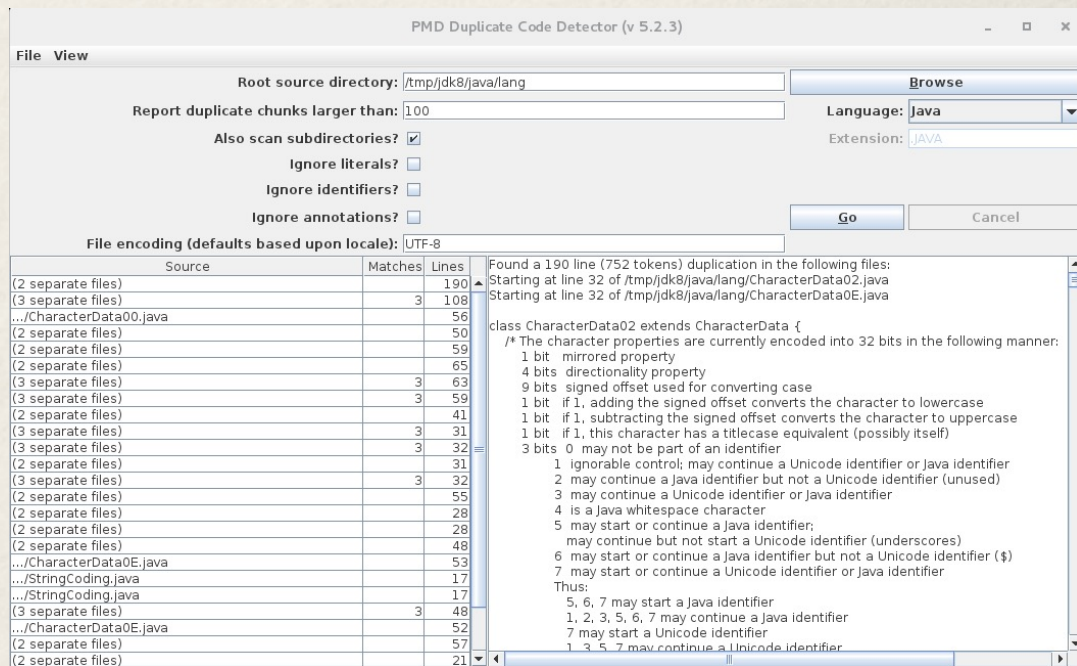 PMD Duplicate Code Detector (v 5.2.3)
File View
Root source directory: /tmp/jdk8/java/lang Browse
Report duplicate chunks larger than: 100 Language: Java
Also scan subdirectories? Extension: .JAVA
Ignore literals?
Ignore identifiers?
Ignore annotations? Go Cancel
File encoding (defaults based upon locale): UTF-8
Source Matches Lines
(2 separate files) 190
(3 separate files) 3 108
.../CharacterData00.java 56
(2 separate files) 50
(2 separate files) 59
(2 separate files) 65
(3 separate files) 3 63
(3 separate files) 3 59
(2 separate files) 41
(3 separate files) 3 31
(3 separate files) 3 32
(2 separate files) 31
(3 separate files) 3 32
(2 separate files) 55
(2 separate files) 28
(2 separate files) 28
(2 separate files) 48
.../CharacterData0E.java 53
.../StringCoding.java 17
.../StringCoding.java 17
(3 separate files) 3 48
.../CharacterData0E.java 52
(2 separate files) 57
(2 separate files) 21
Found a 190 line (752 tokens) duplication in the following files:
Starting at line 32 of /tmp/jdk8/java/lang/CharacterData02.java
Starting at line 32 of /tmp/jdk8/java/lang/CharacterData0E.java
class CharacterData02 extends CharacterData {
/* The character properties are currently encoded into 32 bits in the following manner:
1 bit mirrored property
4 bits directionality property
9 bits signed offset used for converting case
1 bit if 1, adding the signed offset converts the character to lowercase
1 bit if 1, subtracting the signed offset converts the character to uppercase
1 bit if 1, this character has a titlecase equivalent (possibly itself)
3 bits 0 may not be part of an identifier
1 ignorable control; may continue a Unicode identifier or Java identifier
2 may continue a Java identifier but not a Unicode identifier (unused)
3 may continue a Unicode identifier or Java identifier
4 is a Java whitespace character
5 may start or continue a Java identifier;
may continue but not start a Unicode identifier (underscores)
6 may start or continue a Java identifier but not a Unicode identifier ($)
7 may start or continue a Unicode identifier or Java identifier
Thus:
5, 6, 7 may start a Java identifier
1, 2, 3, 5, 6, 7 may continue a Java identifier
7 may start a Unicode identifier
1, 3, 5, 7 may continue a Unicode identifier